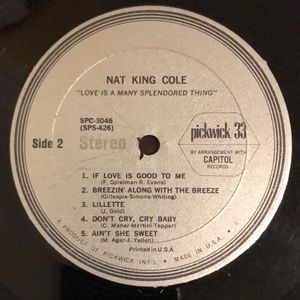 NAT KING COLE
"LOVE IS A MANY SPLENDORED THING"
SPC-3046
(SPS-426)
Side 2 Stereo
pickwick 33
BY ARRANGEMENT WITH
CAPITOL
RECORDS
1. IF LOVE IS GOOD TO ME
(F. Spielman-R. Evans)
2. BREEZIN' ALONG WITH THE BREEZE
(Gillespie-Simons-Whiting)
3. LILLETTE
(J. Gold)
4. DON'T CRY, CRY BABY
(C. Maher-Mertini-Tepper)
5. AIN'T SHE SWEET
(M. Ager-J. Yellen)
Printed in U.S.A.
A PRODUCT OF PICKWICK INT'L. • MADE IN U.S.A.